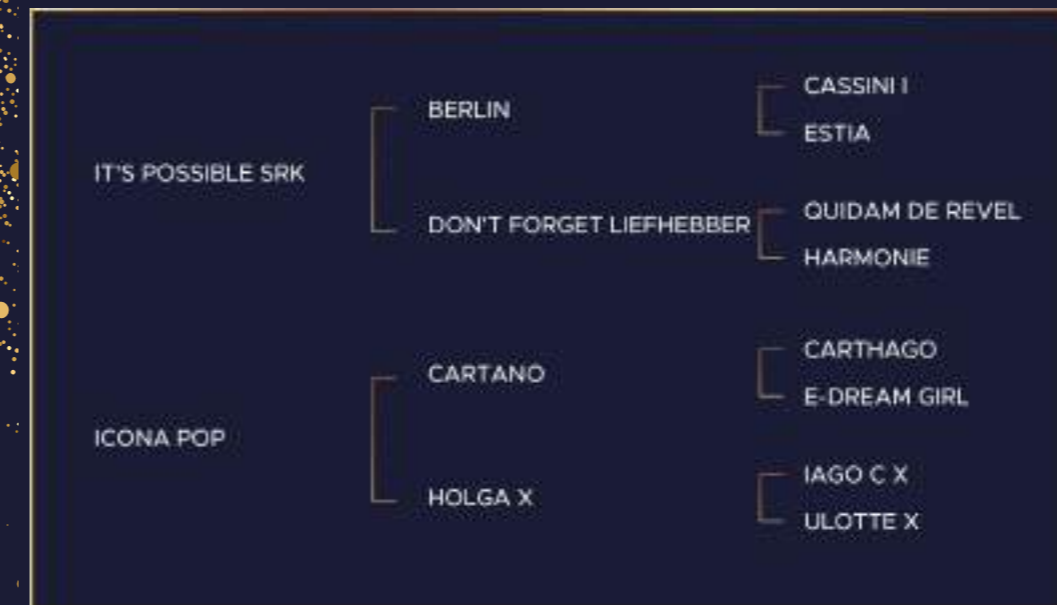 CASSINI I
BERLIN
ESTIA
IT'S POSSIBLE SRK
QUIDAM DE REVEL
DON'T FORGET LIEFHEBBER
HARMONIE
CARTHAGO
CARTANO
E-DREAM GIRL
ICONA POP
IAGO C X
HOLGA X
ULOTTE X